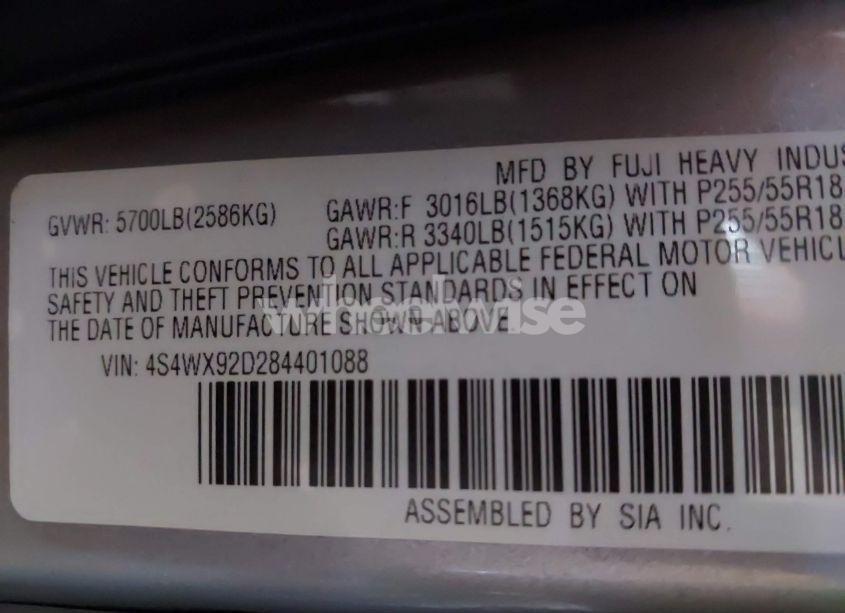 MFD BY FUJI HEAVY INDUS
GVWR: 5700LB(2586KG)
GAWR:F 3016LB(1368KG) WITH P255/55R18
GAWR:R 3340LB(1515KG) WITH P255/55R18
THIS VEHICLE CONFORMS TO ALL APPLICABLE FEDERAL MOTOR VEHICL
SAFETY AND THEFT PREVENTION STANDARDS IN EFFECT ON
THE DATE OF MANUFACTURE SHOWN ABOVE.
wheelwise
VIN: 4S4WX92D284401088
ASSEMBLED BY SIA INC.